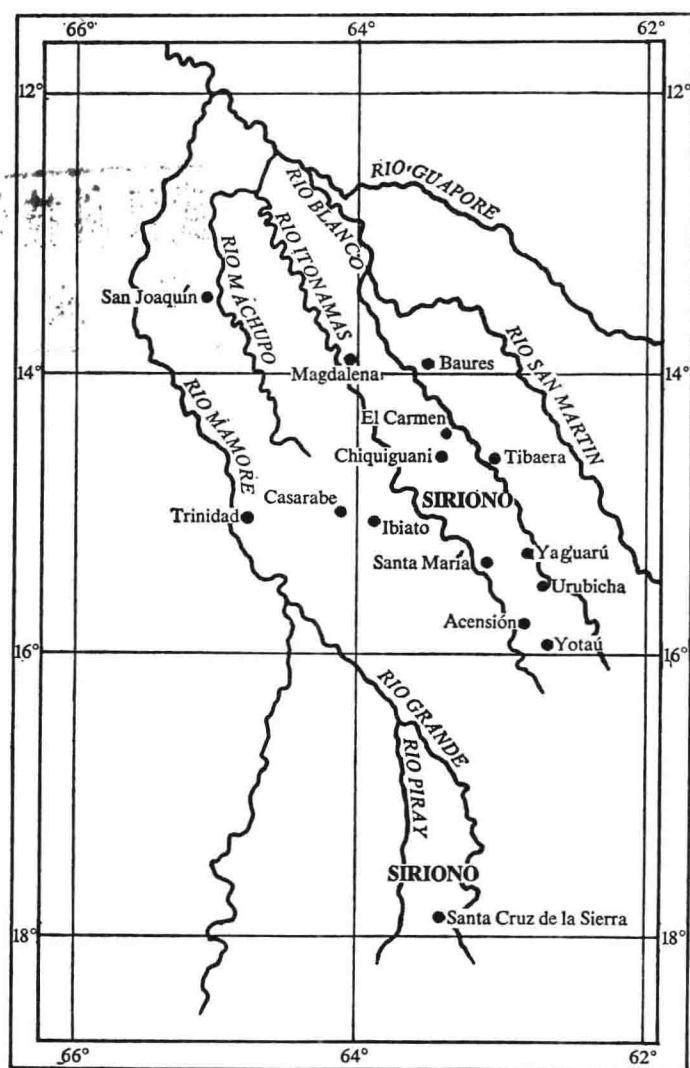 66°
64°
62°
12°
12°
RIO GUAPORE
RIO BLANCO
RIO ITONAMAS
RIO MACHUPO
San Joaquín
RIO SAN MARTIN
Baures
Magdalena
14°
14°
RIO MAMORE
El Carmen
Chiquiguani
Tibaera
Casarabe
SIRIONO
Trinidad
Ibiato
Yaguarú
Santa María
Urubicha
Acensión
Yotaú
16°
16°
RIO GRANDE
RIO PIRAY
SIRIONO
Santa Cruz de la Sierra
18°
18°
66°
64°
62°